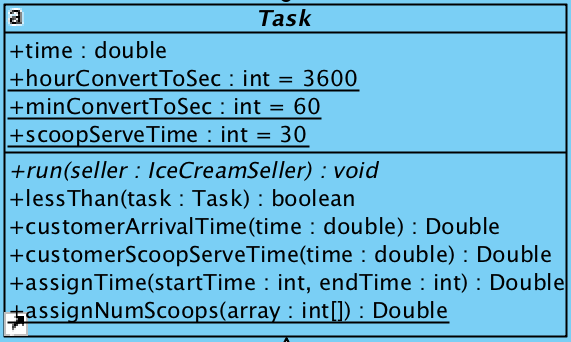 a
Task
+time : double
+hourConvertToSec : int = 3600
+minConvertToSec : int = 60
+scoopServeTime : int = 30
+run(seller : IceCreamSeller) : void
+lessThan(task : Task) : boolean
+customerArrivalTime(time : double) : Double
+customerScoopServeTime(time : double) : Double
+assignTime(startTime : int, endTime : int) : Double
+assignNumScoops(array : int[]) : Double